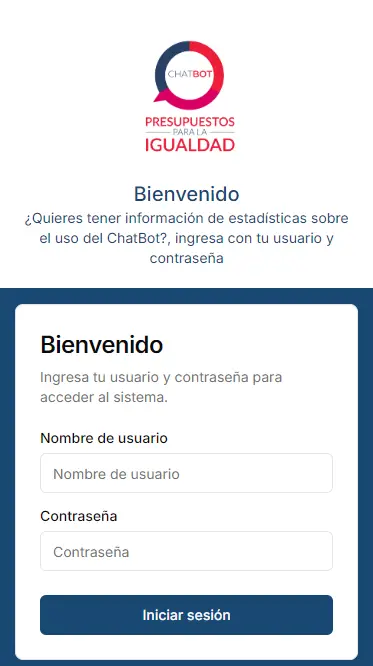 CHATBOT
PRESUPUESTOS
PARA LA
IGUALDAD
Bienvenido
¿Quieres tener información de estadísticas sobre
el uso del ChatBot?, ingresa con tu usuario y
contraseña
Bienvenido
Ingresa tu usuario y contraseña para
acceder al sistema.
Nombre de usuario
Nombre de usuario
Contraseña
Contraseña
Iniciar sesión